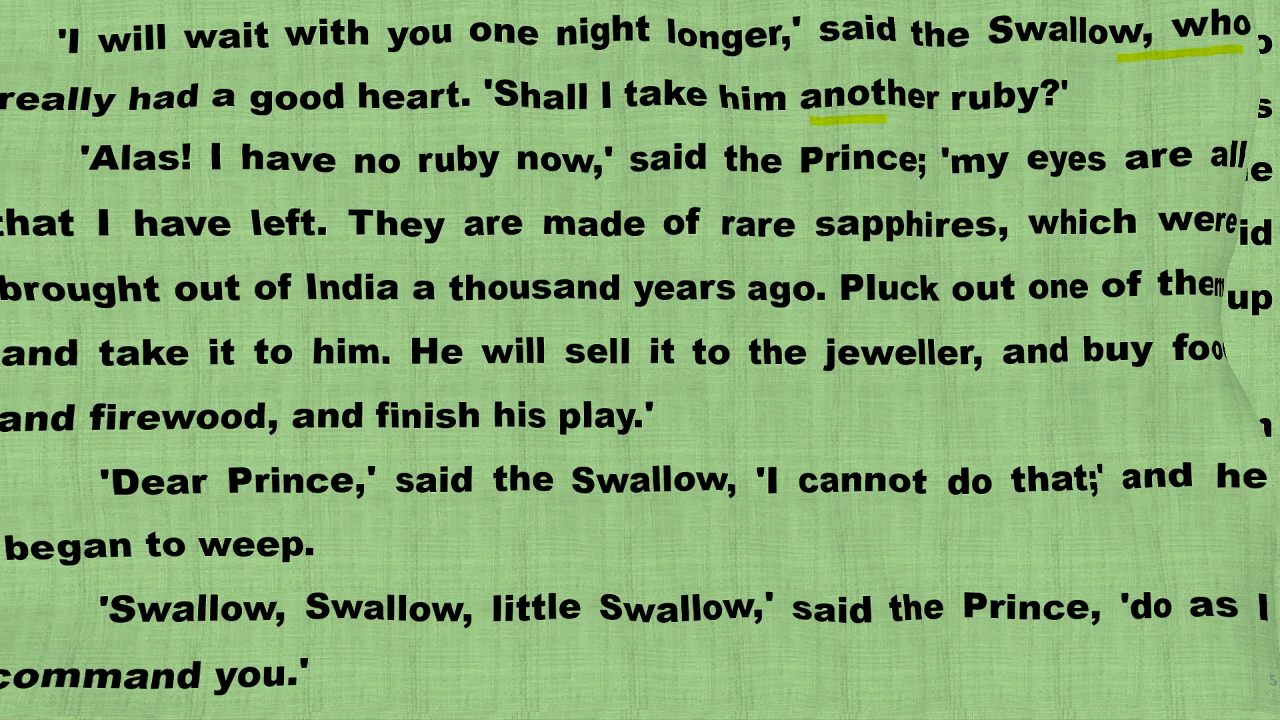 'I will wait with you one night longer,' said the Swallow, who
really had a good heart. 'Shall I take him another ruby?'
'Alas! I have no ruby now,' said the Prince; 'my eyes are all
that I have left. They are made of rare sapphires, which were
brought out of India a thousand years ago. Pluck out one of them
and take it to him. He will sell it to the jeweller, and buy
and firewood, and finish his play.'
'Dear Prince,' said the Swallow, 'I cannot do that;' and he
began to weep.
'Swallow, Swallow, little Swallow,' said the Prince, 'do as I
command you.'